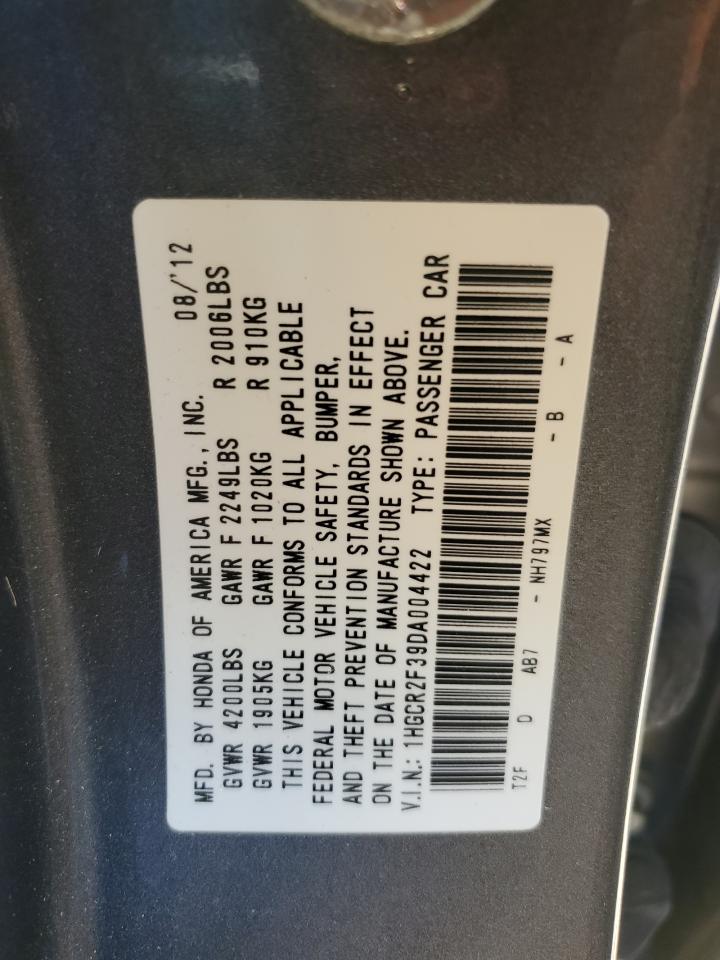 MFD. BY HONDA OF AMERICA MFG., INC. 08/'12
GVWR 4200LBS GAWR F 2249LBS R 2006LBS
GVWR 1905KG GAWR F 1020KG R 910KG
THIS VEHICLE CONFORMS TO ALL APPLICABLE
FEDERAL MOTOR VEHICLE SAFETY, BUMPER,
AND THEFT PREVENTION STANDARDS IN EFFECT
ON THE DATE OF MANUFACTURE SHOWN ABOVE.
V.I.N.: 1HGCR2F39DA004422 TYPE: PASSENGER CAR
T2F D AB7 - NH797MX - B - A